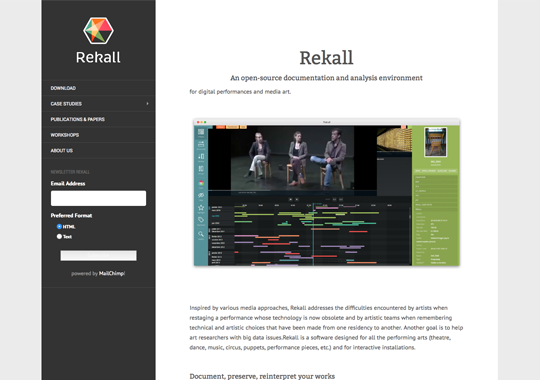 Rekall
DOWNLOAD
CASE STUDIES
PUBLICATIONS & PAPERS
WORKSHOPS
ABOUT US
NEWSLETTER REKALL
Email Address
Preferred Format
HTML
Text
powered by MailChimp!
Rekall
An open-source documentation and analysis environment
for digital performances and media art.
Inspired by various media approaches, Rekall addresses the difficulties encountered by artists when
restaging a performance whose technology is now obsolete and by artistic teams when remembering
technical and artistic choices that have been made from one residency to another. Another goal is to help
art researchers with big data issues.Rekall is a software designed for all the performing arts (theatre,
dance, music, circus, puppets, performance pieces, etc.) and for interactive installations.
Document, preserve, reinterpret your works